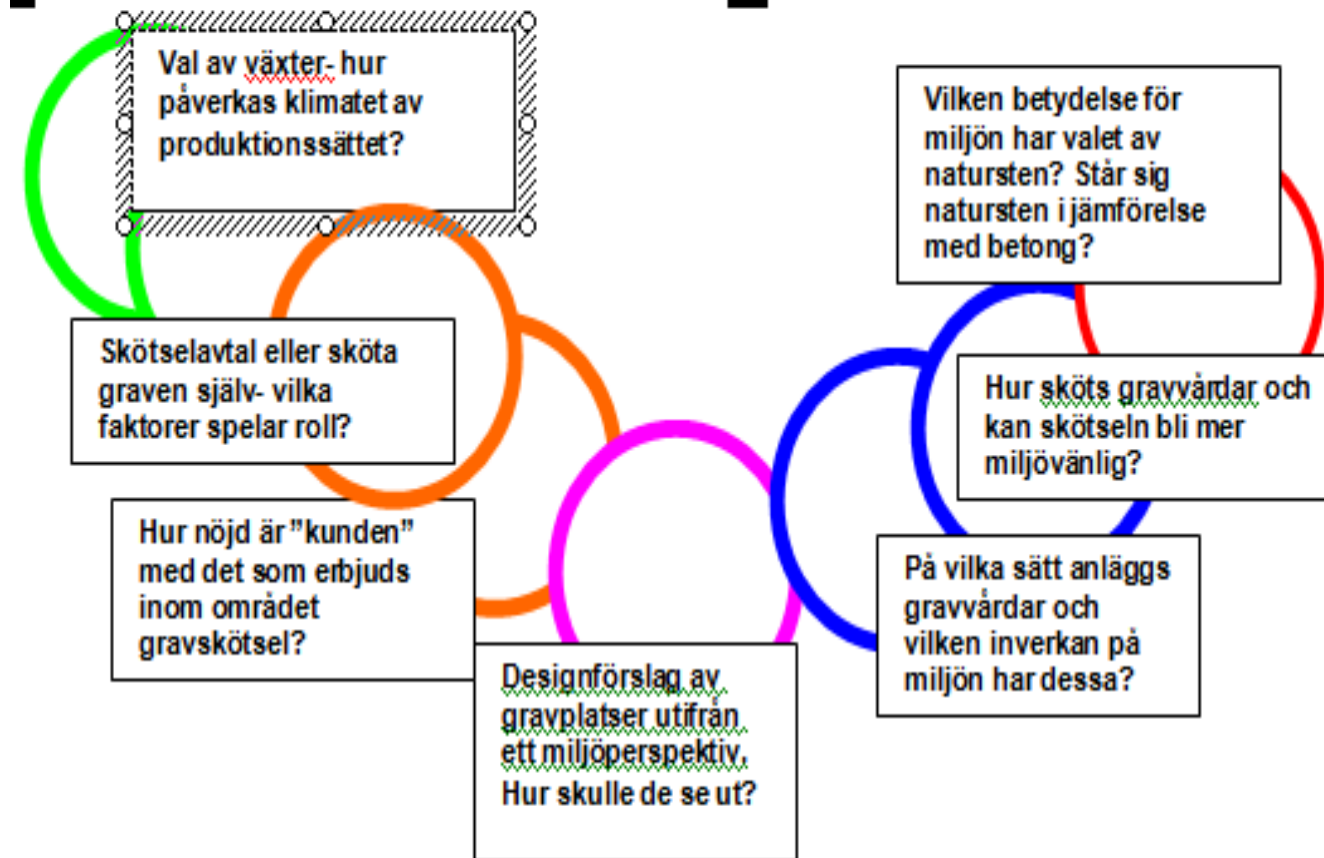 Val av växter- hur
påverkas klimatet av
produktionssättet?
Skötselavtal eller sköta
graven själv- vilka
faktorer spelar roll?
Hur nöjd är ”kunden”
med det som erbjuds
inom området
gravskötsel?
Designförslag av
gravplatser utifrån
ett miljöperspektiv,
Hur skulle de se ut?
Vilken betydelse för
miljön har valet av
natursten? Står sig
natursten i jämförelse
med betong?
Hur sköts gravvårdar och
kan skötseln bli mer
miljövänlig?
På vilka sätt anläggs
gravvårdar och
vilken inverkan på
miljön har dessa?